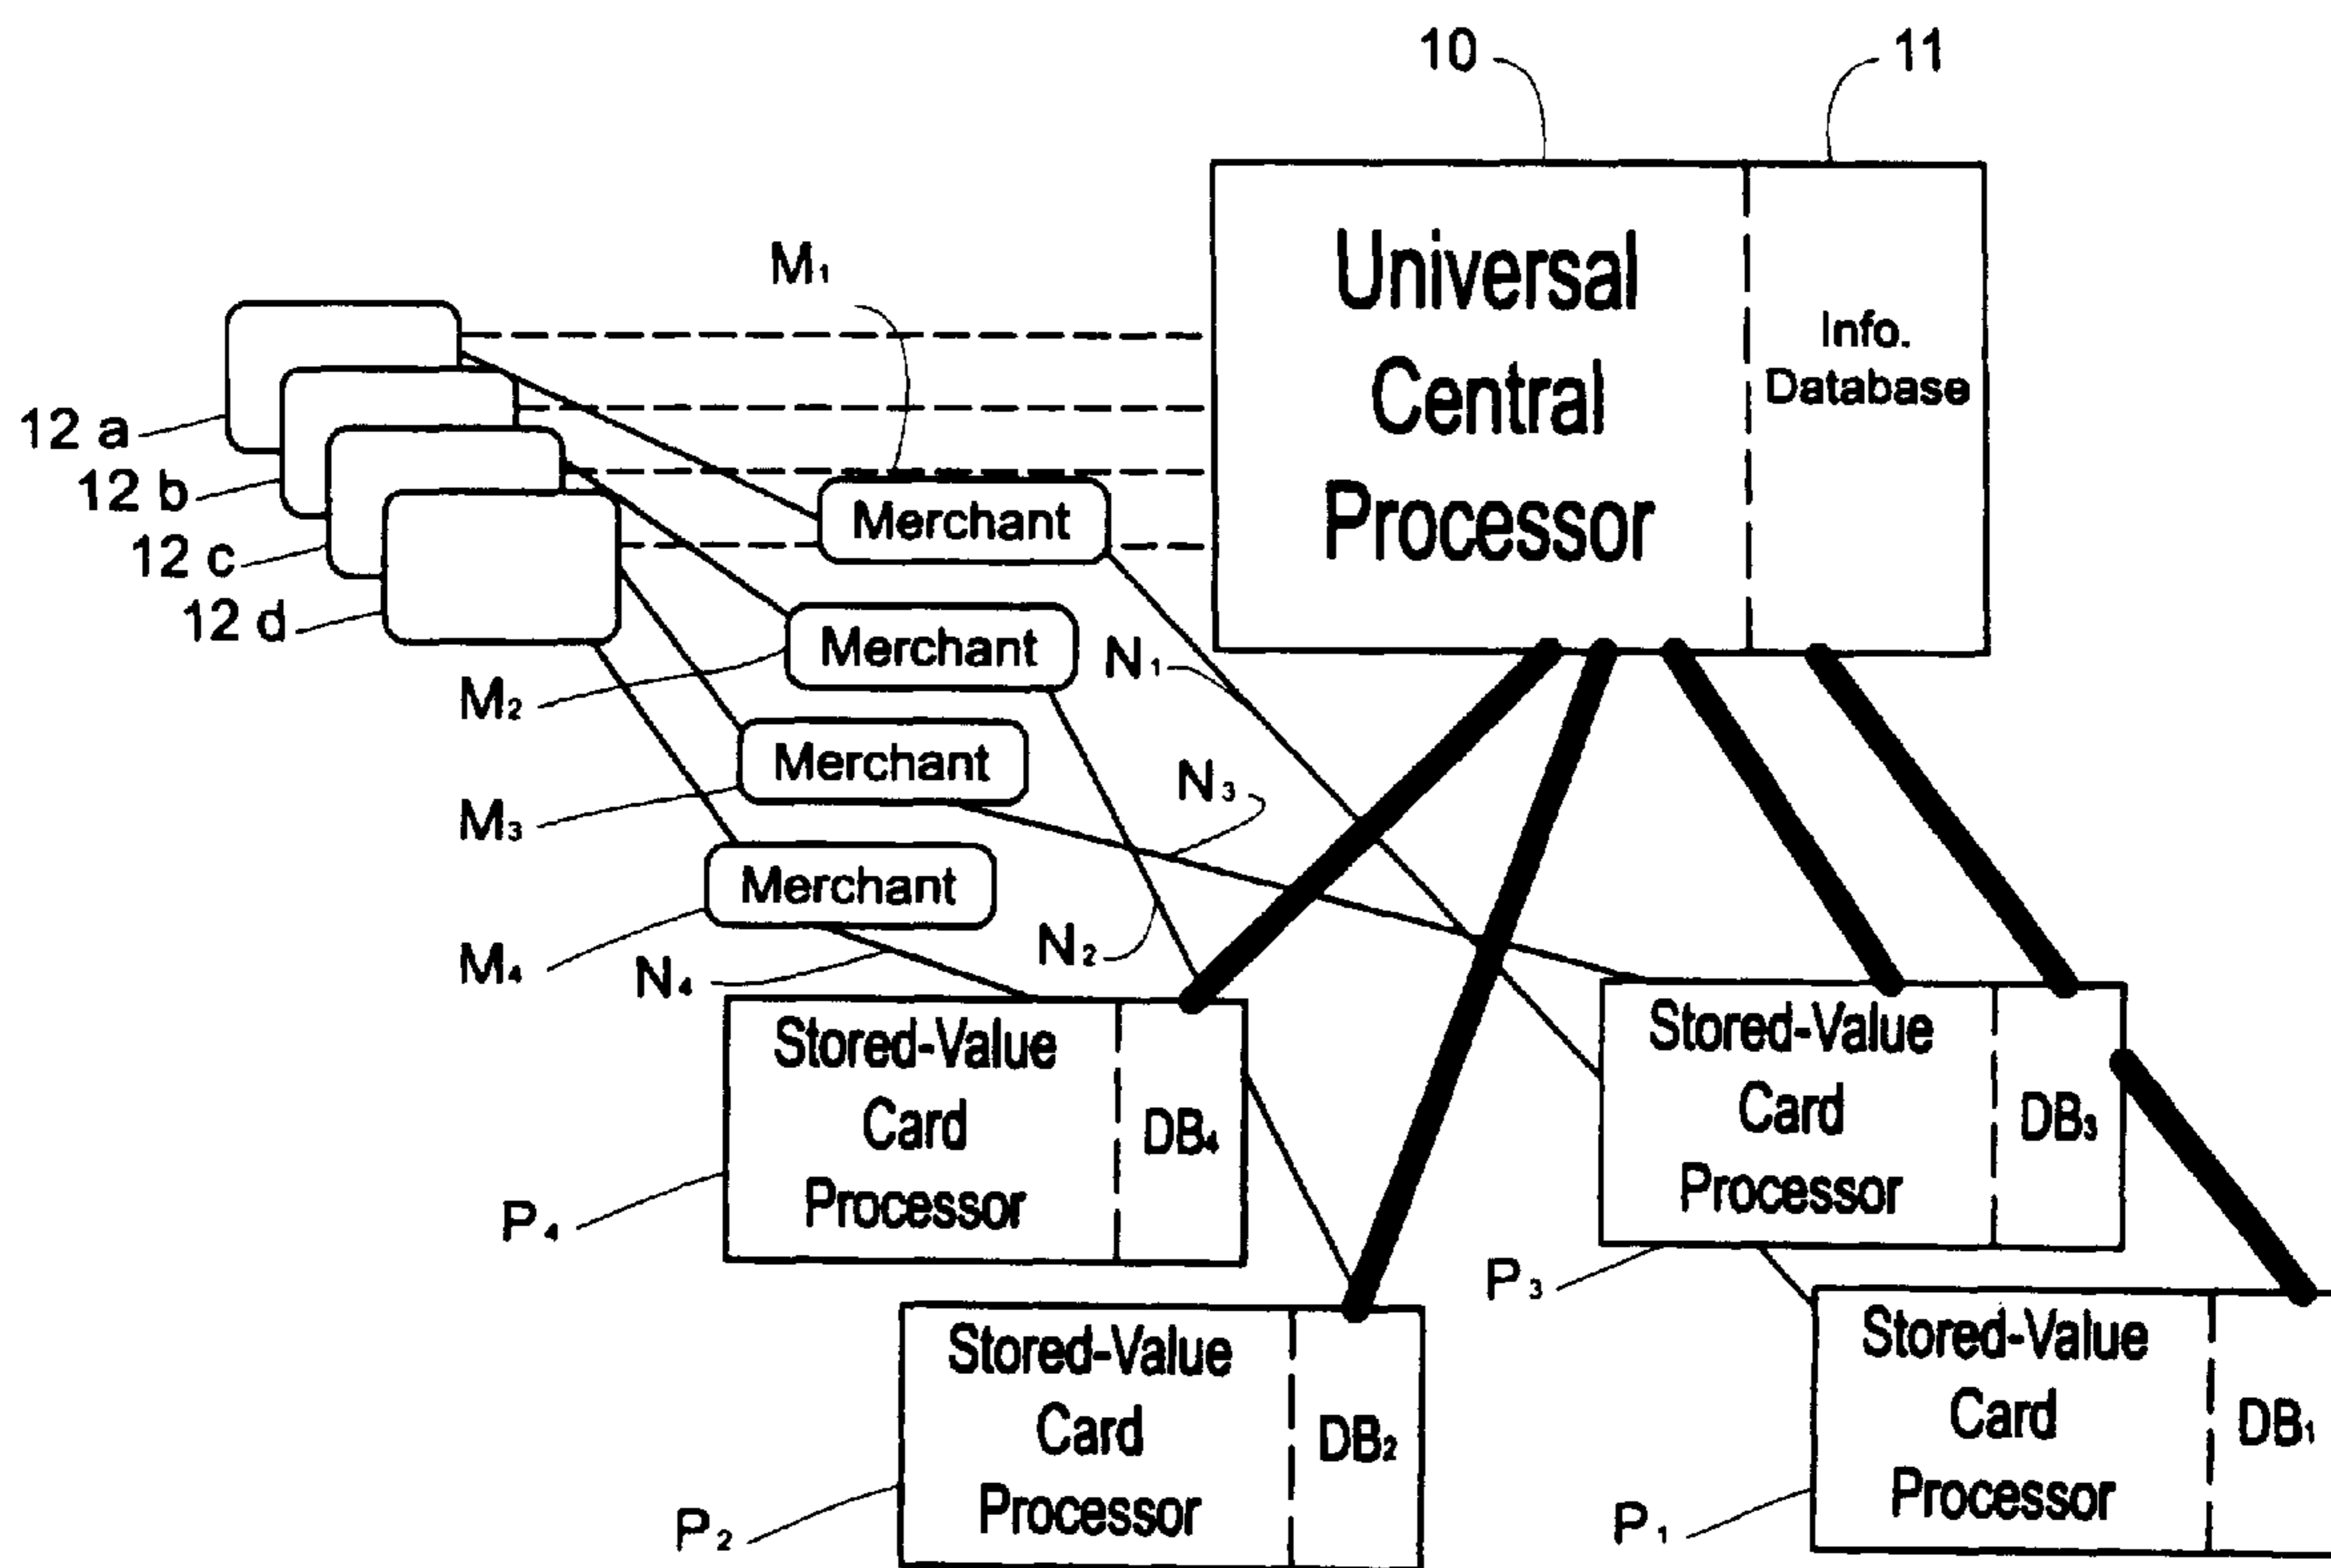 10
11
Universal
Central
Processor
Info.
Database
M₁
12 a
12 b
12 c
12 d
Merchant
Merchant
Merchant
Merchant
M₂
M₃
M₄
N₁
N₃
N₂
N₄
Stored-Value
Card
Processor
DB₄
P₄
Stored-Value
Card
Processor
DB₃
P₃
Stored-Value
Card
Processor
DB₂
P₂
Stored-Value
Card
Processor
DB₁
P₁